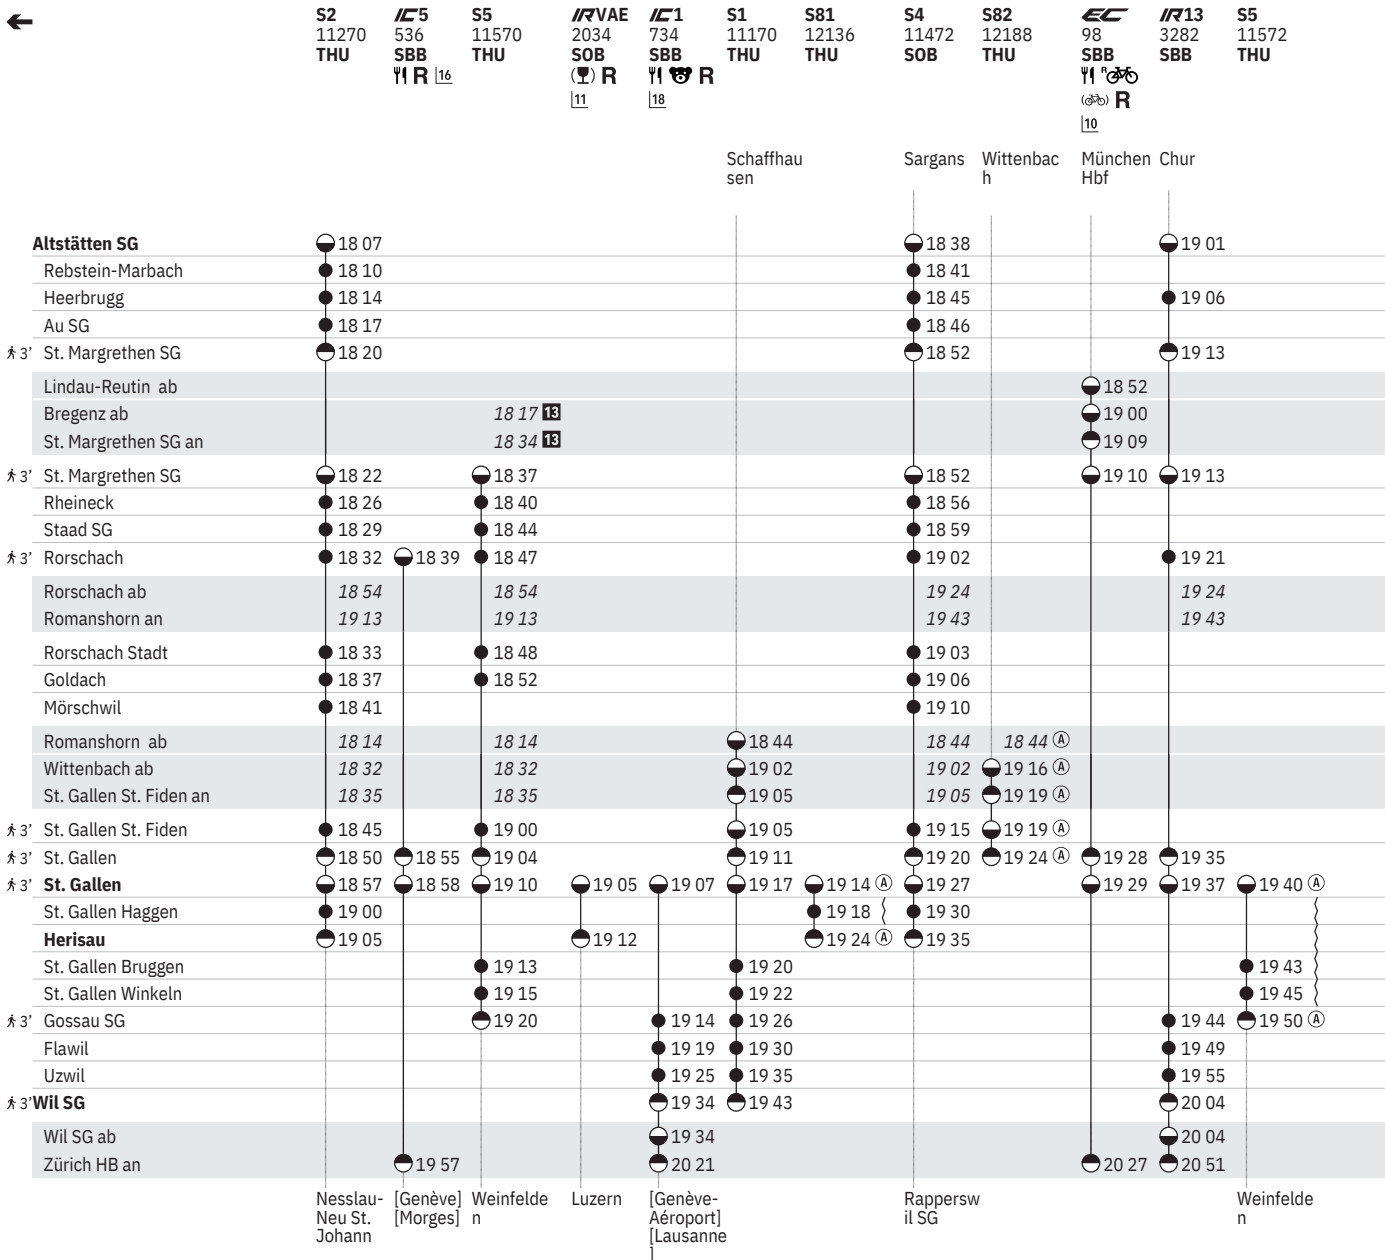 S2 IC5 S5 IRVAE IC1 S1 S81 S4 S82 EC IR13 S5
11270 536 11570 2034 734 11170 12136 11472 12188 98 3282 11572
THU SBB THU SOB SBB THU THU SOB THU SBB SBB THU
R 16 R R
11 18 R
10
Schaffhau Sargans Wittenbac München Chur
sen h Hbf
Altstätten SG 18 07 18 38 19 01
Rebstein-Marbach 18 10 18 41
Heerbrugg 18 14 18 45 19 06
Au SG 18 17 18 46
3’ St. Margrethen SG 18 20 18 52 19 13
Lindau-Reutin ab 18 52
Bregenz ab 18 17 13 19 00
St. Margrethen SG an 18 34 13 19 09
3’ St. Margrethen SG 18 22 18 37 18 52 19 10 19 13
Rheineck 18 26 18 40 18 56
Staad SG 18 29 18 44 18 59
3’ Rorschach 18 32 18 39 18 47 19 02 19 21
Rorschach ab 18 54 18 54 19 24 19 24
Romanshorn an 19 13 19 13 19 43 19 43
Rorschach Stadt 18 33 18 48 19 03
Goldach 18 37 18 52 19 06
Mörschwil 18 41 19 10
Romanshorn ab 18 14 18 14 18 44 18 44 18 44 Ⓐ
Wittenbach ab 18 32 18 32 19 02 19 02 19 16 Ⓐ
St. Gallen St. Fiden an 18 35 18 35 19 05 19 05 19 19 Ⓐ
3’ St. Gallen St. Fiden 18 45 19 00 19 05 19 15 19 19 Ⓐ
3’ St. Gallen 18 50 18 55 19 04 19 11 19 20 19 24 Ⓐ 19 28 19 35
3’ St. Gallen 18 57 18 58 19 10 19 05 19 07 19 17 19 14 Ⓐ 19 27 19 29 19 37 19 40 Ⓐ
St. Gallen Haggen 19 00 19 18 19 30
Herisau 19 05 19 12 19 24 Ⓐ 19 35
St. Gallen Bruggen 19 13 19 20 19 43
St. Gallen Winkeln 19 15 19 22 19 45
3’ Gossau SG 19 20 19 14 19 26 19 44 19 50 Ⓐ
Flawil 19 19 19 30 19 49
Uzwil 19 25 19 35 19 55
3’ Wil SG 19 34 19 43 20 04
Wil SG ab 19 34 20 04
Zürich HB an 19 57 20 21 20 27 20 51
Nesslau- [Genève] Weinfelde Luzern [Genève- Rappersw Weinfelde
Neu St. [Morges] n Aéroport] il SG n
Johann [Lausanne
]